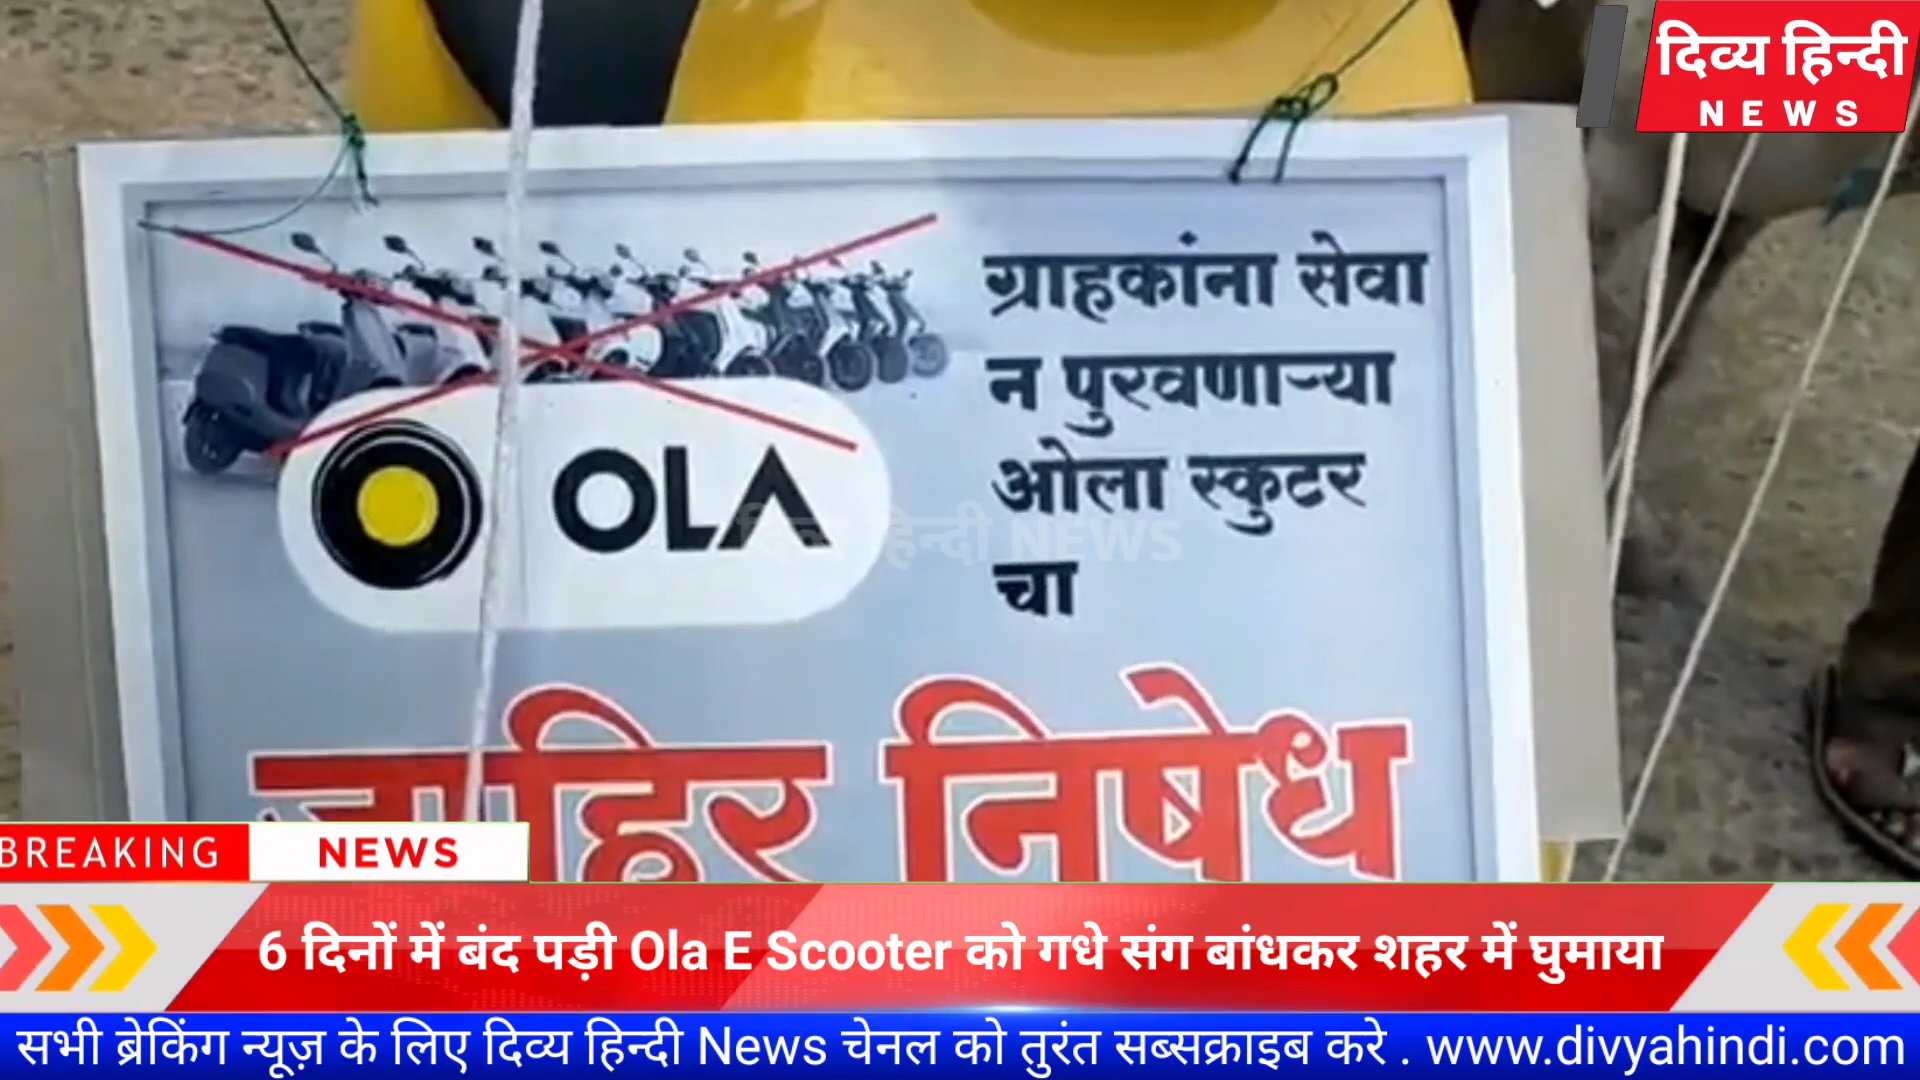 दिव्य हिन्दी
NEWS
ग्राहकांना सेवा
न पुरवणाऱ्या
ओला स्कुटर
चा
OLA
दिव्य हिन्दी NEWS
जाहिर निषेध
BREAKING NEWS
6 दिनों में बंद पड़ी Ola E Scooter को गधे संग बांधकर शहर में घुमाया
सभी ब्रेकिंग न्यूज़ के लिए दिव्य हिन्दी News चेनल को तुरंत सब्सक्राइब करे . www.divyahindi.com